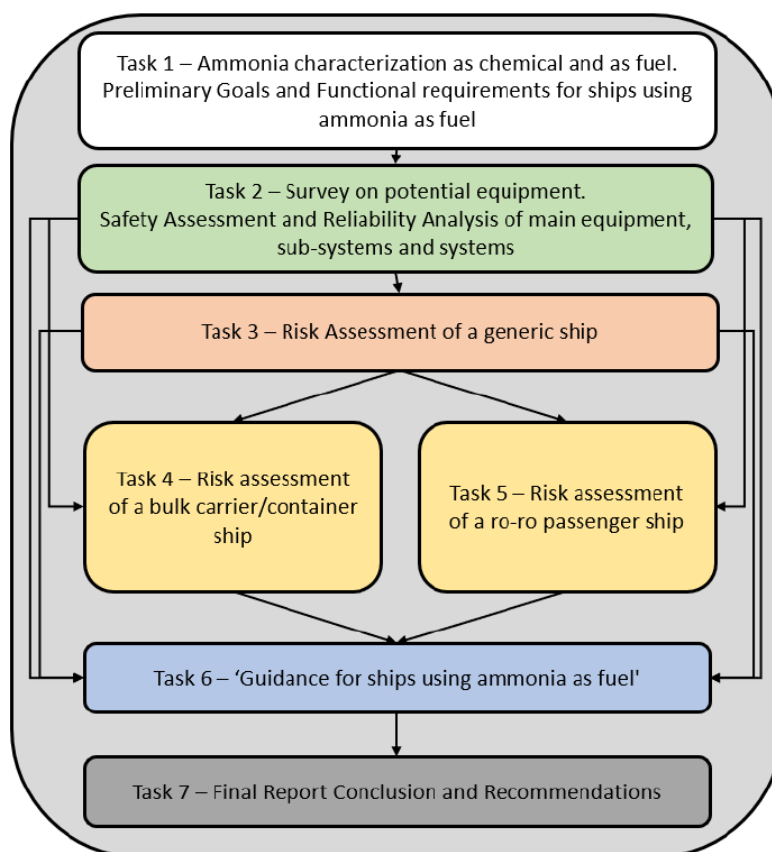 Task 1 – Ammonia characterization as chemical and as fuel.
Preliminary Goals and Functional requirements for ships using
ammonia as fuel
Task 2 – Survey on potential equipment.
Safety Assessment and Reliability Analysis of main equipment,
sub-systems and systems
Task 3 – Risk Assessment of a generic ship
Task 4 – Risk assessment
of a bulk carrier/container
ship
Task 5 – Risk assessment
of a ro-ro passenger ship
Task 6 – ‘Guidance for ships using ammonia as fuel'
Task 7 – Final Report Conclusion and Recommendations